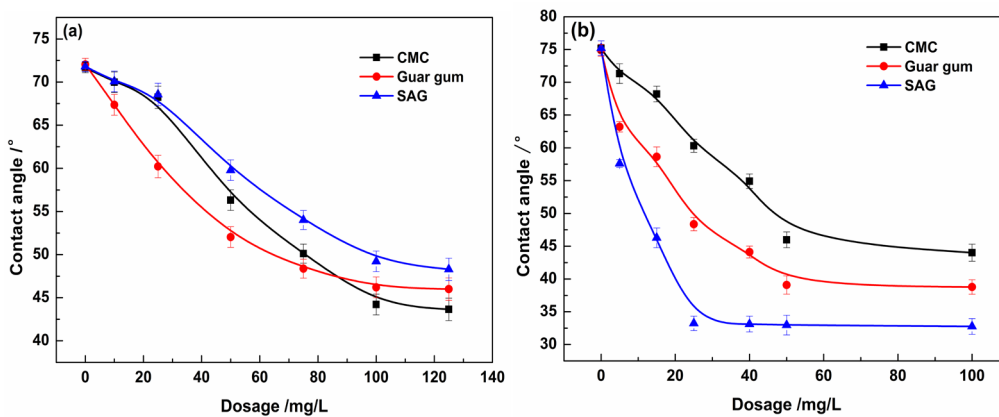 (a)
CMC
Guar gum
SAG
75
70
65
60
55
50
45
40
Contact angle / °
0 20 40 60 80 100 120 140
Dosage /mg/L
(b)
CMC
Guar gum
SAG
80
75
70
65
60
55
50
45
40
35
30
Contact angle / °
0 20 40 60 80 100
Dosage /mg/L